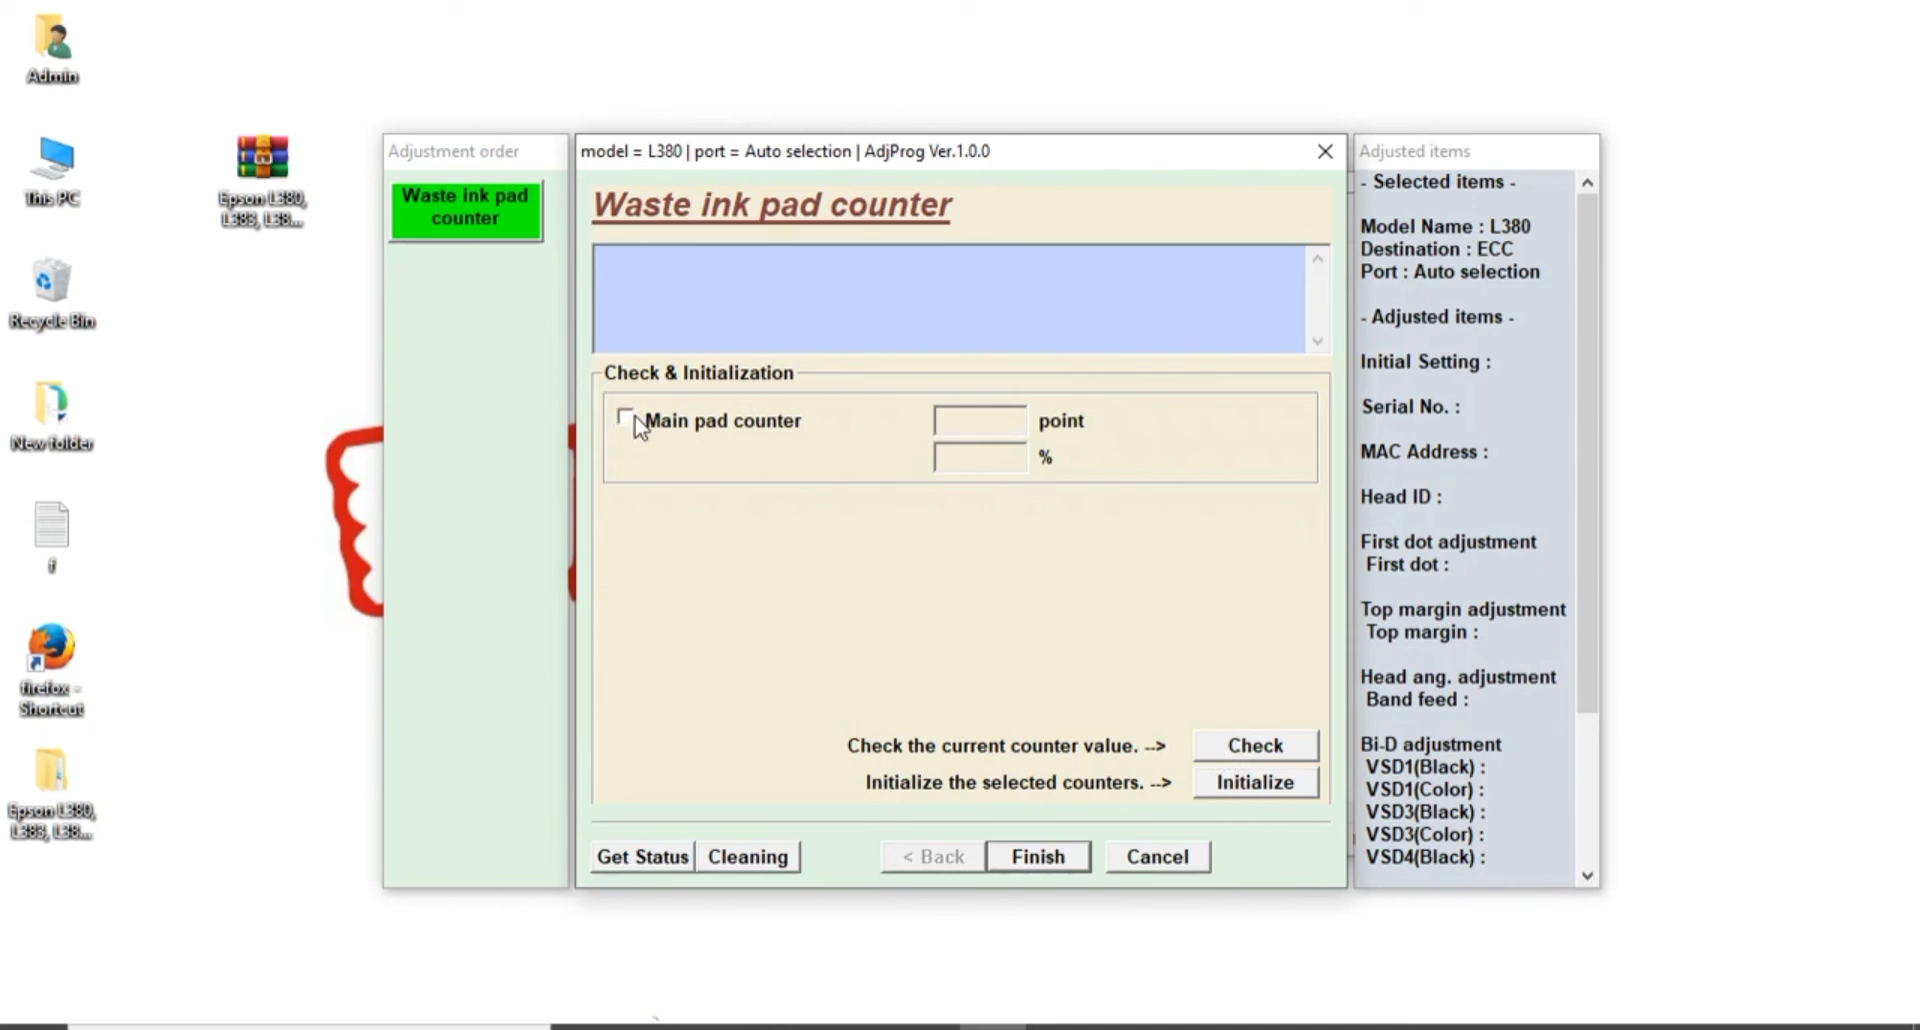 Admin
This PC
Recycle Bin
New folder
f
firefox -
Shortcut
Epson L380,
L383, L38...
Epson L380,
L383, L38...
Adjustment order
Waste ink pad
counter
model = L380 | port = Auto selection | AdjProg Ver.1.0.0
Waste ink pad counter
Check & Initialization
Main pad counter
point
%
Check the current counter value. -->
Check
Initialize the selected counters. -->
Initialize
Get Status
Cleaning
< Back
Finish
Cancel
Adjusted items
- Selected items -
Model Name : L380
Destination : ECC
Port : Auto selection
- Adjusted items -
Initial Setting :
Serial No. :
MAC Address :
Head ID :
First dot adjustment
First dot :
Top margin adjustment
Top margin :
Head ang. adjustment
Band feed :
Bi-D adjustment
VSD1(Black) :
VSD1(Color) :
VSD3(Black) :
VSD3(Color) :
VSD4(Black) :